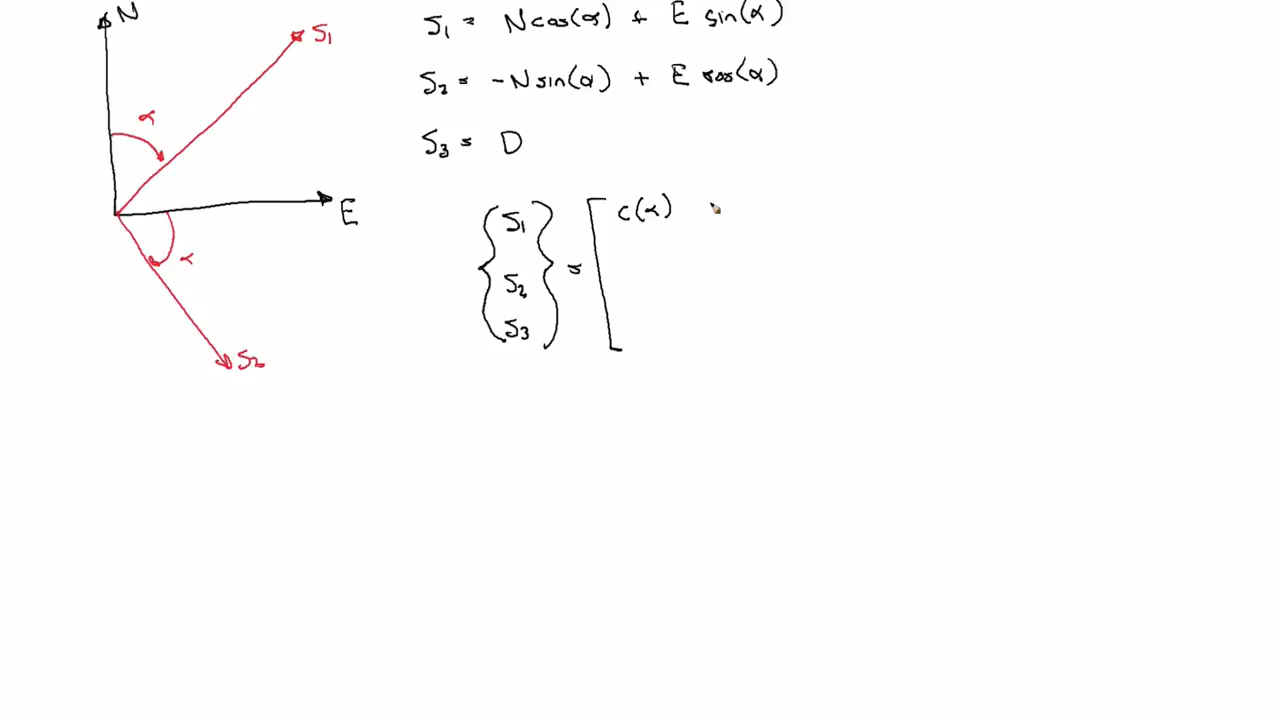 N
S₁
α
E
α
S₂
S₁ = N cos(α) + E sin(α)
S₂ = -N sin(α) + E cos(α)
S₃ = D
{ S₁ } = [ c(α)
S₂
S₃